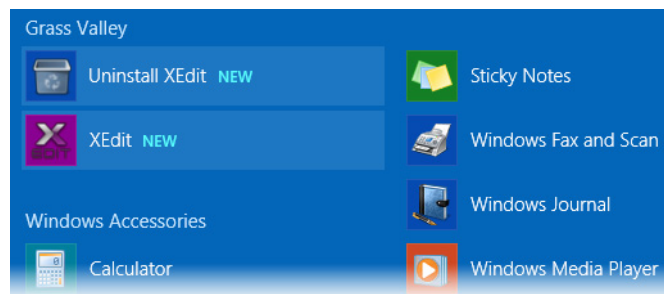 Grass Valley
Uninstall XEdit NEW
XEdit NEW
Windows Accessories
Calculator
Sticky Notes
Windows Fax and Scan
Windows Journal
Windows Media Player